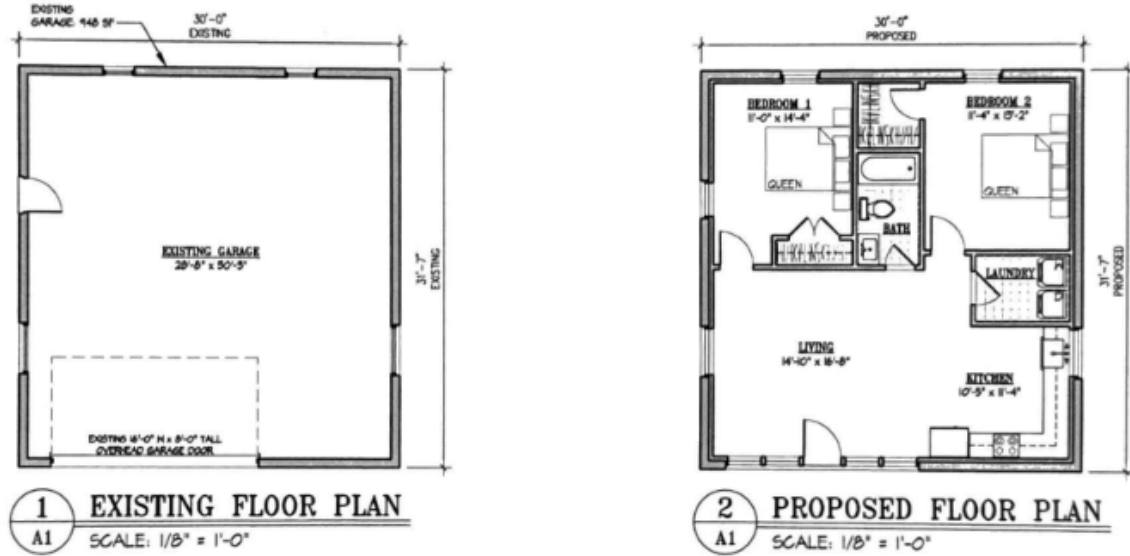 EXISTING
GARAGE: 948 SF
30'-0"
EXISTING
EXISTING GARAGE
28'-8" x 30'-3"
31'-7"
EXISTING
EXISTING 16'-0" W x 8'-0" TALL
OVERHEAD GARAGE DOOR
1
A1
EXISTING FLOOR PLAN
SCALE: 1/8" = 1'-0"
30'-0"
PROPOSED
BEDROOM 1
11'-0" x 14'-4"
QUEEN
BEDROOM 2
11'-4" x 13'-2"
QUEEN
BATH
LAUNDRY
31'-7"
PROPOSED
LIVING
14'-10" x 16'-8"
KITCHEN
10'-5" x 11'-4"
2
A1
PROPOSED FLOOR PLAN
SCALE: 1/8" = 1'-0"